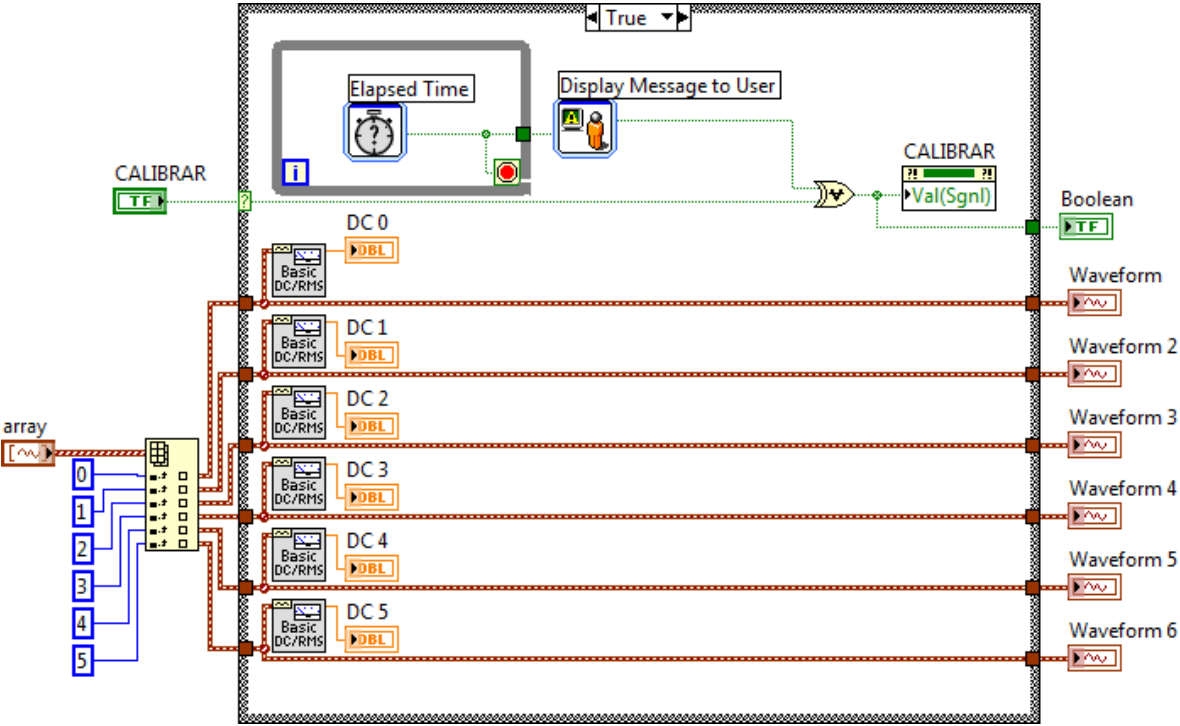 True
Elapsed Time
Display Message to User
i
CALIBRAR
TF
?
CALIBRAR
?! ?!
Val(Sgnl)
Boolean
TF
DC 0
DBL
Basic
DC/RMS
Waveform
DC 1
DBL
Basic
DC/RMS
Waveform 2
DC 2
DBL
Basic
DC/RMS
Waveform 3
array
0
1
2
3
4
5
DC 3
DBL
Basic
DC/RMS
Waveform 4
DC 4
DBL
Basic
DC/RMS
Waveform 5
DC 5
DBL
Basic
DC/RMS
Waveform 6